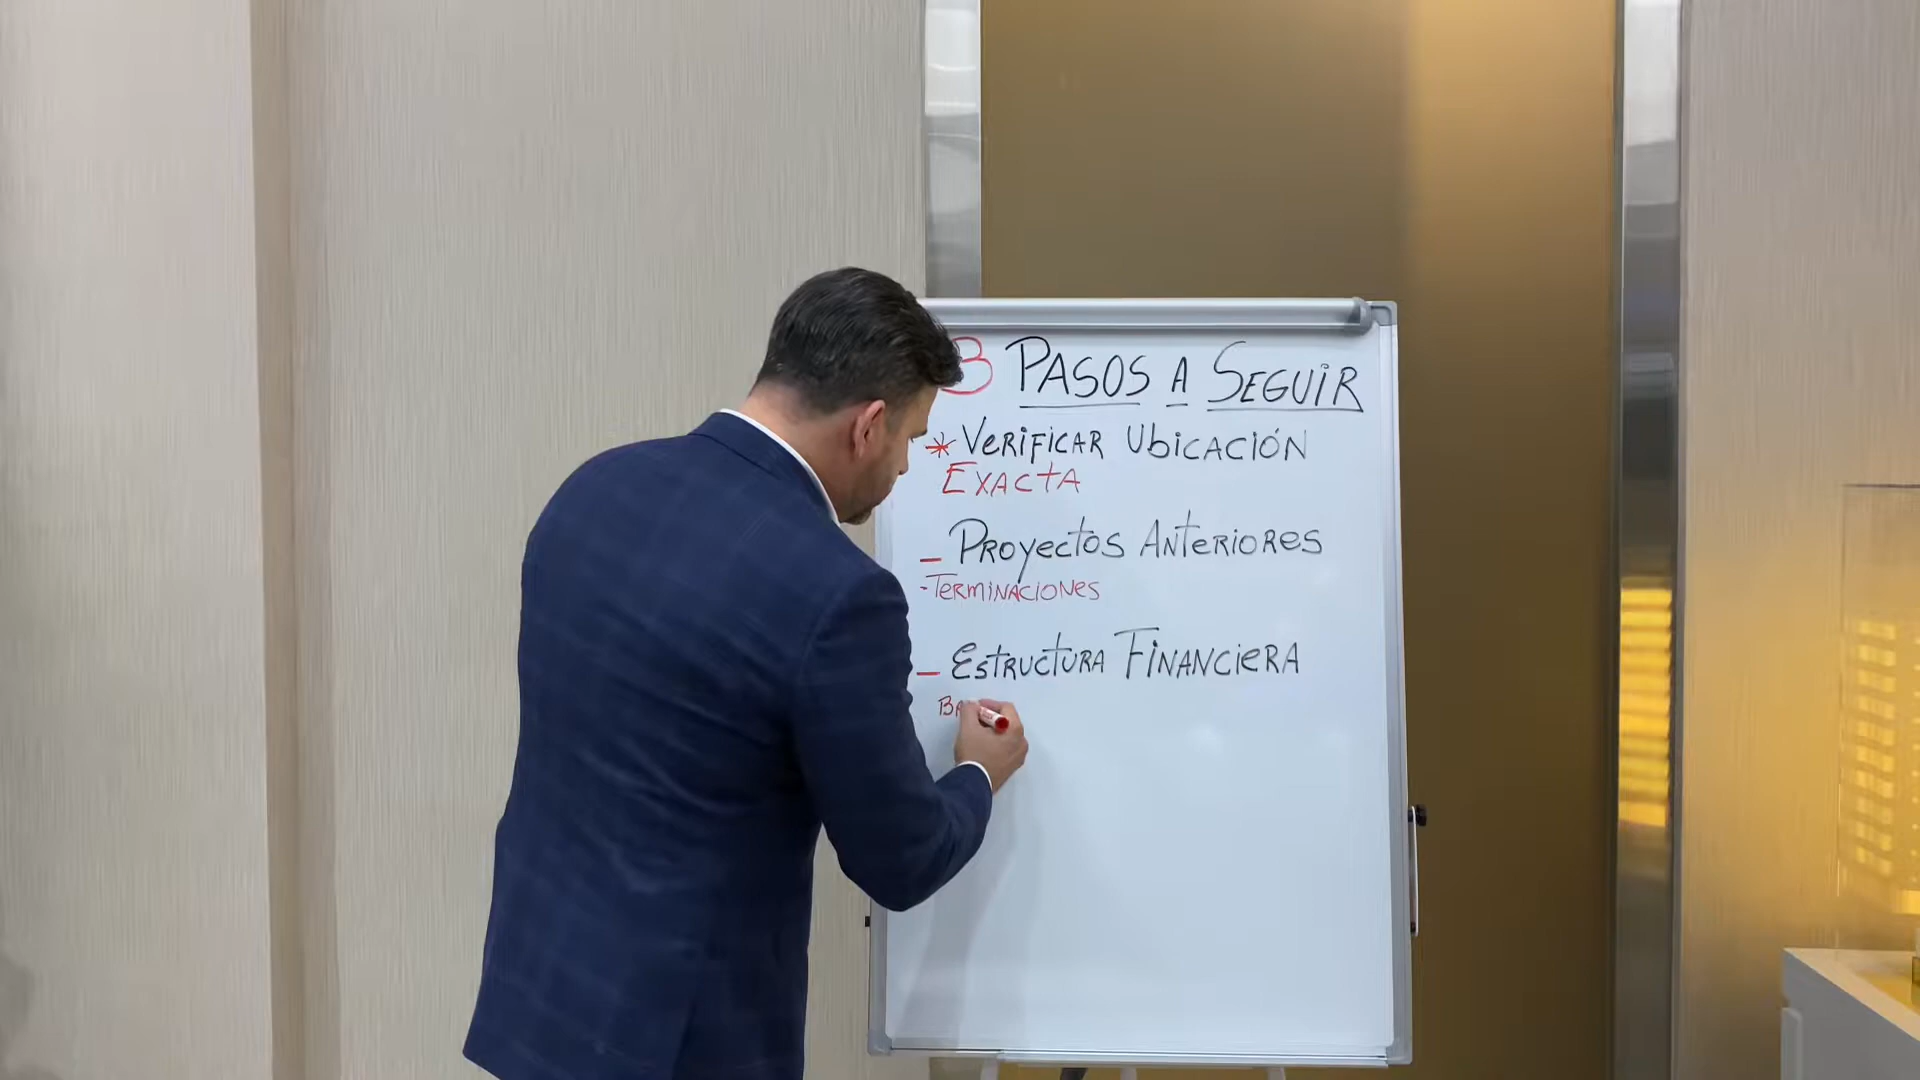 3 PASOS A SEGUIR
* VERIFICAR UBICACIÓN
EXACTA
- PROYECTOS ANTERIORES
- TERMINACIONES
- ESTRUCTURA FINANCIERA